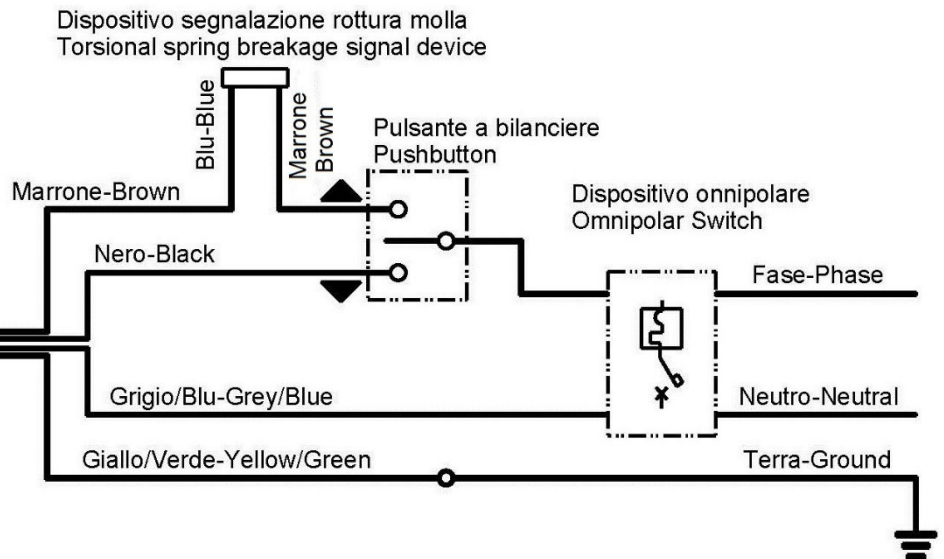 Dispositivo segnalazione rottura molla
Torsional spring breakage signal device
Blu-Blue
Marrone
Brown
Pulsante a bilanciere
Pushbutton
Marrone-Brown
Dispositivo onnipolare
Omnipolar Switch
Nero-Black
Fase-Phase
Grigio/Blu-Grey/Blue
Neutro-Neutral
Giallo/Verde-Yellow/Green
Terra-Ground